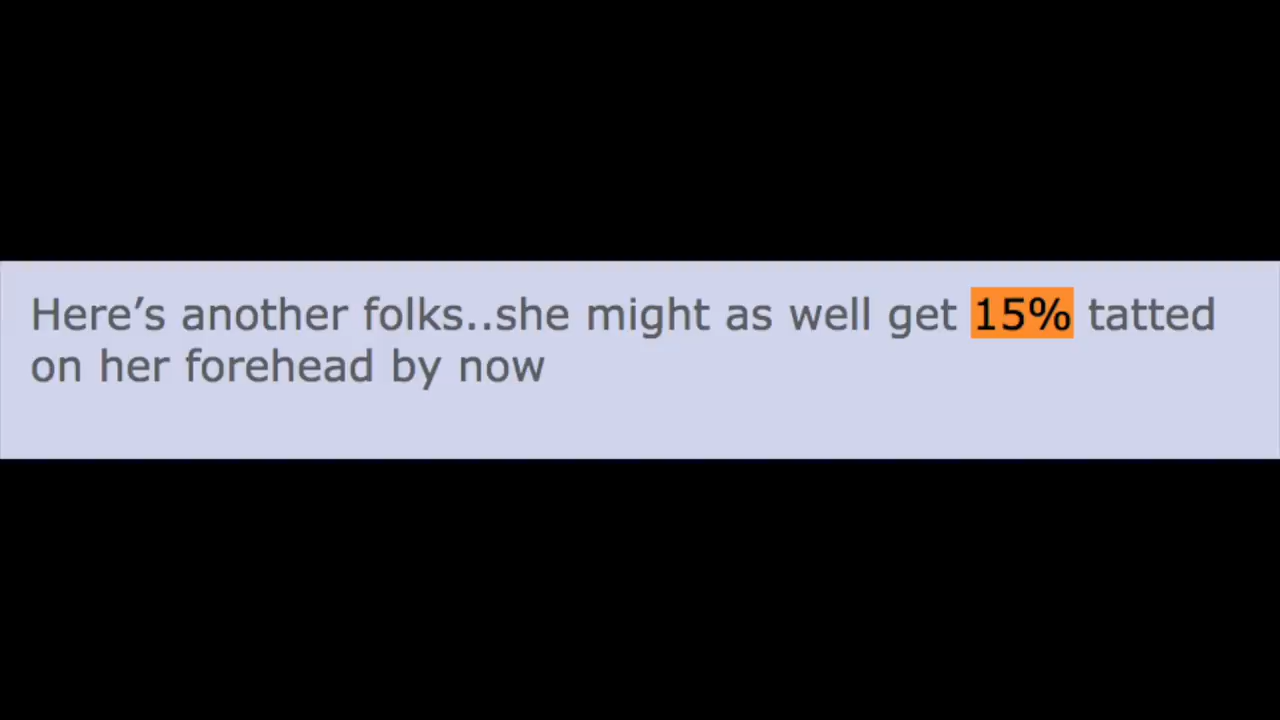 Here’s another folks..she might as well get 15% tatted
on her forehead by now